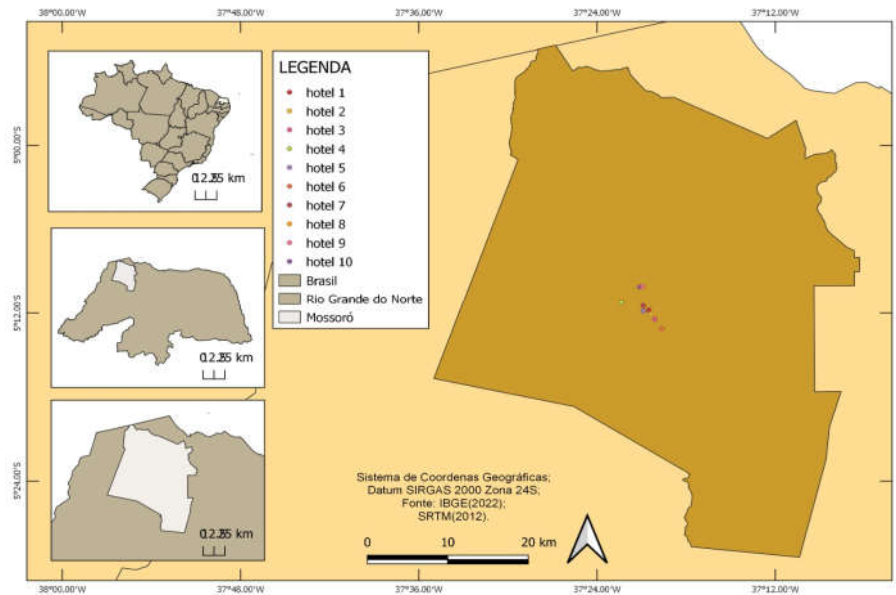 38°00.00'W 37°48.00'W 37°36.00'W 37°24.00'W 37°12.00'W
5°00.00'S
5°12.00'S
5°24.00'S
LEGENDA
hotel 1
hotel 2
hotel 3
hotel 4
hotel 5
hotel 6
hotel 7
hotel 8
hotel 9
hotel 10
Brasil
Rio Grande do Norte
Mossoró
Sistema de Coordenas Geográficas;
Datum SIRGAS 2000 Zona 24S;
Fonte: IBGE(2022);
SRTM(2012).
0 10 20 km
38°00.00'W 37°48.00'W 37°36.00'W 37°24.00'W 37°12.00'W